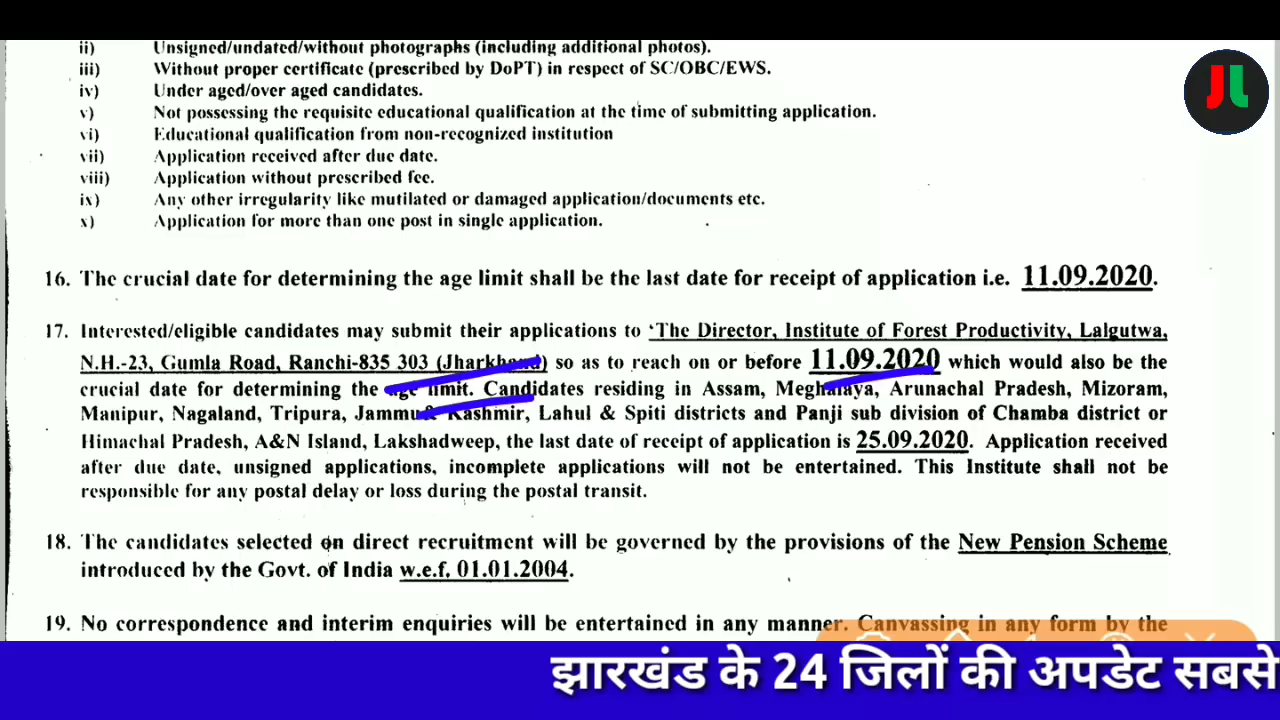 ii) Unsigned/undated/without photographs (including additional photos).
iii) Without proper certificate (prescribed by DoPT) in respect of SC/OBC/EWS.
iv) Under aged/over aged candidates.
v) Not possessing the requisite educational qualification at the time of submitting application.
vi) Educational qualification from non-recognized institution
vii) Application received after due date.
viii) Application without prescribed fee.
ix) Any other irregularity like mutilated or damaged application/documents etc.
x) Application for more than one post in single application.
16. The crucial date for determining the age limit shall be the last date for receipt of application i.e. 11.09.2020.
17. Interested/eligible candidates may submit their applications to 'The Director, Institute of Forest Productivity, Lalgutwa,
N.H.-23, Gumla Road, Ranchi-835 303 (Jharkhand) so as to reach on or before 11.09.2020 which would also be the
crucial date for determining the age limit. Candidates residing in Assam, Meghalaya, Arunachal Pradesh, Mizoram,
Manipur, Nagaland, Tripura, Jammu & Kashmir, Lahul & Spiti districts and Panji sub division of Chamba district or
Himachal Pradesh, A&N Island, Lakshadweep, the last date of receipt of application is 25.09.2020. Application received
after due date, unsigned applications, incomplete applications will not be entertained. This Institute shall not be
responsible for any postal delay or loss during the postal transit.
18. The candidates selected on direct recruitment will be governed by the provisions of the New Pension Scheme
introduced by the Govt. of India w.e.f. 01.01.2004.
19. No correspondence and interim enquiries will be entertained in any manner. Canvassing in any form by the
झारखंड के 24 जिलों की अपडेट सबसे
JL